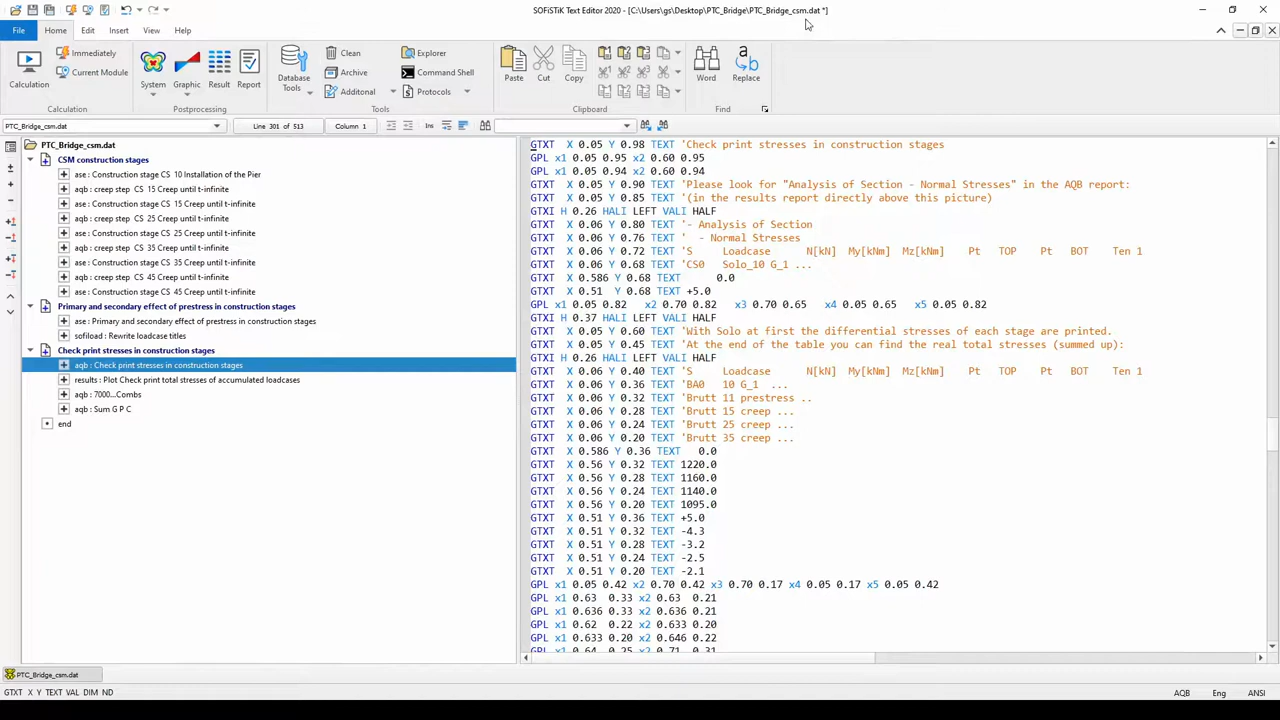 SOFiSTiK Text Editor 2020 - [C:\Users\gs\Desktop\PTC_Bridge\PTC_Bridge_csm.dat *]
File Home Edit Insert View Help
Immediately
Current Module
Calculation
Calculation
System Graphic Result Report
Postprocessing
Database Tools
Clean
Archive
Additonal
Explorer
Command Shell
Protocols
Tools
Paste Cut Copy
Clipboard
Word Replace
Find
PTC_Bridge_csm.dat Line 301 of 513 Column 1 Ins
PTC_Bridge_csm.dat
CSM construction stages
ase : Construction stage CS 10 Installation of the Pier
aqb : creep step CS 15 Creep until t-infinite
ase : Construction stage CS 15 Creep until t-infinite
aqb : creep step CS 25 Creep until t-infinite
ase : Construction stage CS 25 Creep until t-infinite
aqb : creep step CS 35 Creep until t-infinite
ase : Construction stage CS 35 Creep until t-infinite
aqb : creep step CS 45 Creep until t-infinite
ase : Construction stage CS 45 Creep until t-infinite
Primary and secondary effect of prestress in construction stages
ase : Primary and secondary effect of prestress in construction stages
sofiload : Rewrite loadcase titles
Check print stresses in construction stages
aqb : Check print stresses in construction stages
results : Plot Check print total stresses of accumulated loadcases
aqb : 7000...Combs
aqb : Sum G P C
end
GTXT X 0.05 Y 0.98 TEXT 'Check print stresses in construction stages
GPL x1 0.05 0.95 x2 0.60 0.95
GPL x1 0.05 0.94 x2 0.60 0.94
GTXT X 0.05 Y 0.90 TEXT 'Please look for "Analysis of Section - Normal Stresses" in the AQB report:
GTXT X 0.05 Y 0.85 TEXT '(in the results report directly above this picture)
GTXI H 0.26 HALI LEFT VALI HALF
GTXT X 0.06 Y 0.80 TEXT '- Analysis of Section
GTXT X 0.06 Y 0.76 TEXT ' - Normal Stresses
GTXT X 0.06 Y 0.72 TEXT 'S Loadcase N[kN] My[kNm] Mz[kNm] Pt TOP Pt BOT Ten 1
GTXT X 0.06 Y 0.68 TEXT 'CS0 Solo_10 G_1 ...
GTXT X 0.586 Y 0.68 TEXT 0.0
GTXT X 0.51 Y 0.68 TEXT +5.0
GPL x1 0.05 0.82 x2 0.70 0.82 x3 0.70 0.65 x4 0.05 0.65 x5 0.05 0.82
GTXI H 0.37 HALI LEFT VALI HALF
GTXT X 0.05 Y 0.60 TEXT 'With Solo at first the differential stresses of each stage are printed.
GTXT X 0.05 Y 0.45 TEXT 'At the end of the table you can find the real total stresses (summed up):
GTXI H 0.26 HALI LEFT VALI HALF
GTXT X 0.06 Y 0.40 TEXT 'S Loadcase N[kN] My[kNm] Mz[kNm] Pt TOP Pt BOT Ten 1
GTXT X 0.06 Y 0.36 TEXT 'BA0 10 G_1 ...
GTXT X 0.06 Y 0.32 TEXT 'Brutt 11 prestress ..
GTXT X 0.06 Y 0.28 TEXT 'Brutt 15 creep ...
GTXT X 0.06 Y 0.24 TEXT 'Brutt 25 creep ...
GTXT X 0.06 Y 0.20 TEXT 'Brutt 35 creep ...
GTXT X 0.586 Y 0.36 TEXT 0.0
GTXT X 0.56 Y 0.32 TEXT 1220.0
GTXT X 0.56 Y 0.28 TEXT 1160.0
GTXT X 0.56 Y 0.24 TEXT 1140.0
GTXT X 0.56 Y 0.20 TEXT 1095.0
GTXT X 0.51 Y 0.36 TEXT +5.0
GTXT X 0.51 Y 0.32 TEXT -4.3
GTXT X 0.51 Y 0.28 TEXT -3.2
GTXT X 0.51 Y 0.24 TEXT -2.5
GTXT X 0.51 Y 0.20 TEXT -2.1
GPL x1 0.05 0.42 x2 0.70 0.42 x3 0.70 0.17 x4 0.05 0.17 x5 0.05 0.42
GPL x1 0.63 0.33 x2 0.63 0.21
GPL x1 0.636 0.33 x2 0.636 0.21
GPL x1 0.62 0.22 x2 0.633 0.20
GPL x1 0.633 0.20 x2 0.646 0.22
GPL x1 0.64 0.25 x2 0.71 0.31
PTC_Bridge_csm.dat
GTXT X Y TEXT VAL DIM ND AQB Eng ANSI